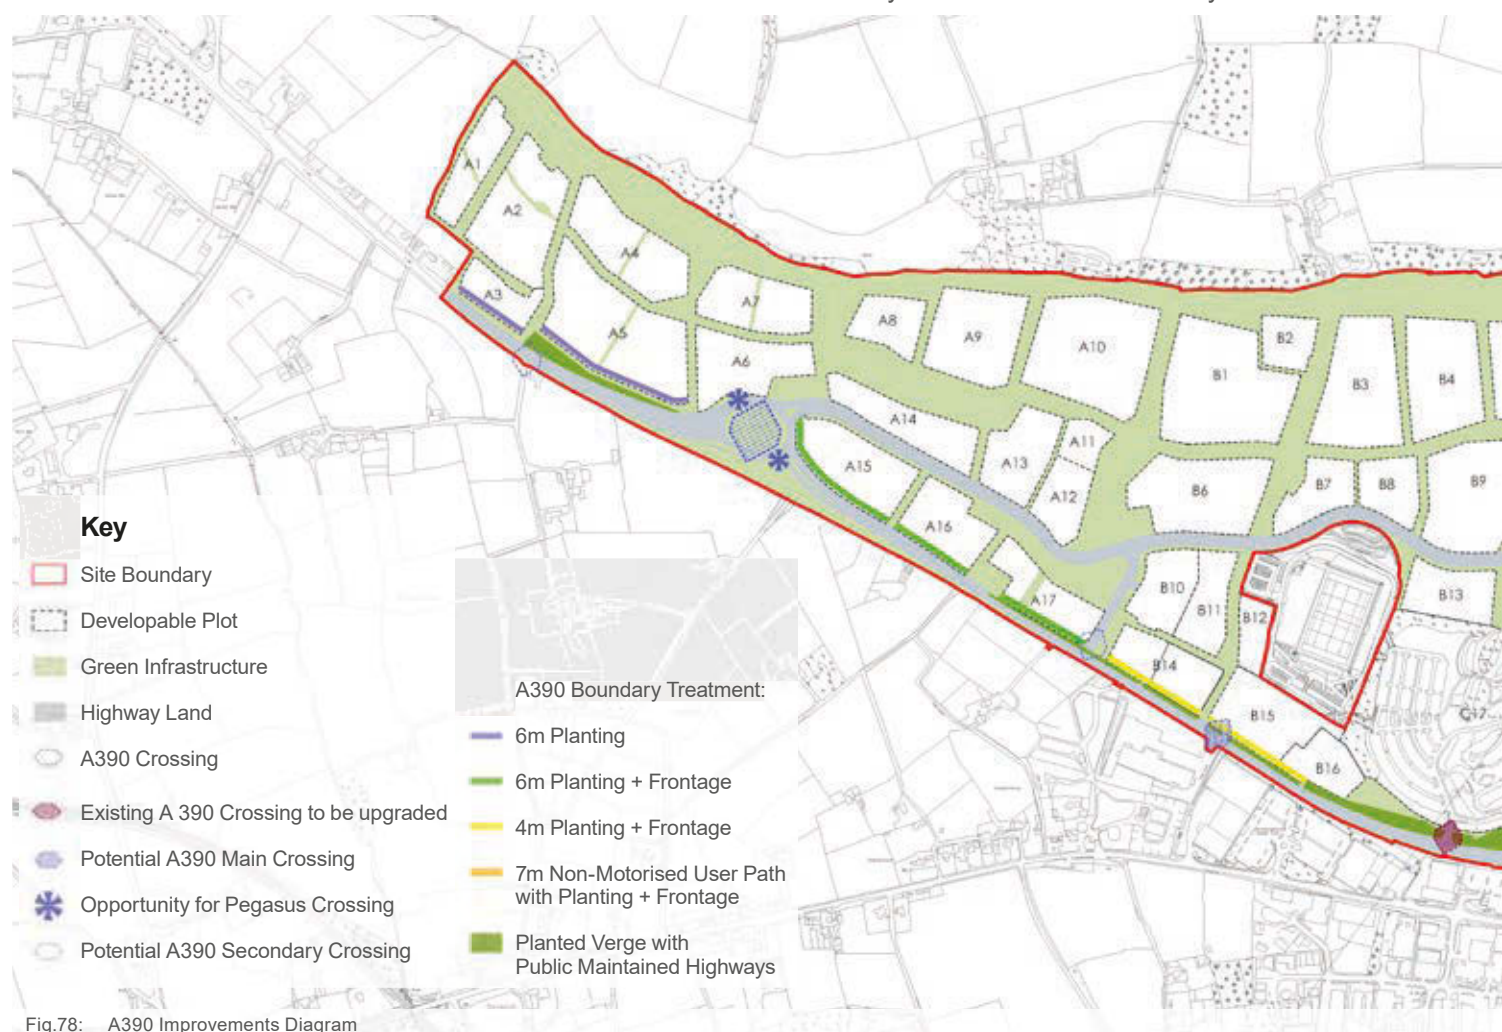 A1
A2
A3
A4
A5
A7
A6
A8
A9
A10
A14
A11
A13
A12
A15
A16
A17
B1
B2
B3
B4
B6
B7
B8
B9
B10
B11
B12
B13
B14
B15
B16
Key
Site Boundary
Developable Plot
Green Infrastructure
Highway Land
A390 Crossing
Existing A 390 Crossing to be upgraded
Potential A390 Main Crossing
Opportunity for Pegasus Crossing
Potential A390 Secondary Crossing
A390 Boundary Treatment:
6m Planting
6m Planting + Frontage
4m Planting + Frontage
7m Non-Motorised User Path
with Planting + Frontage
Planted Verge with
Public Maintained Highways
Fig.78: A390 Improvements Diagram